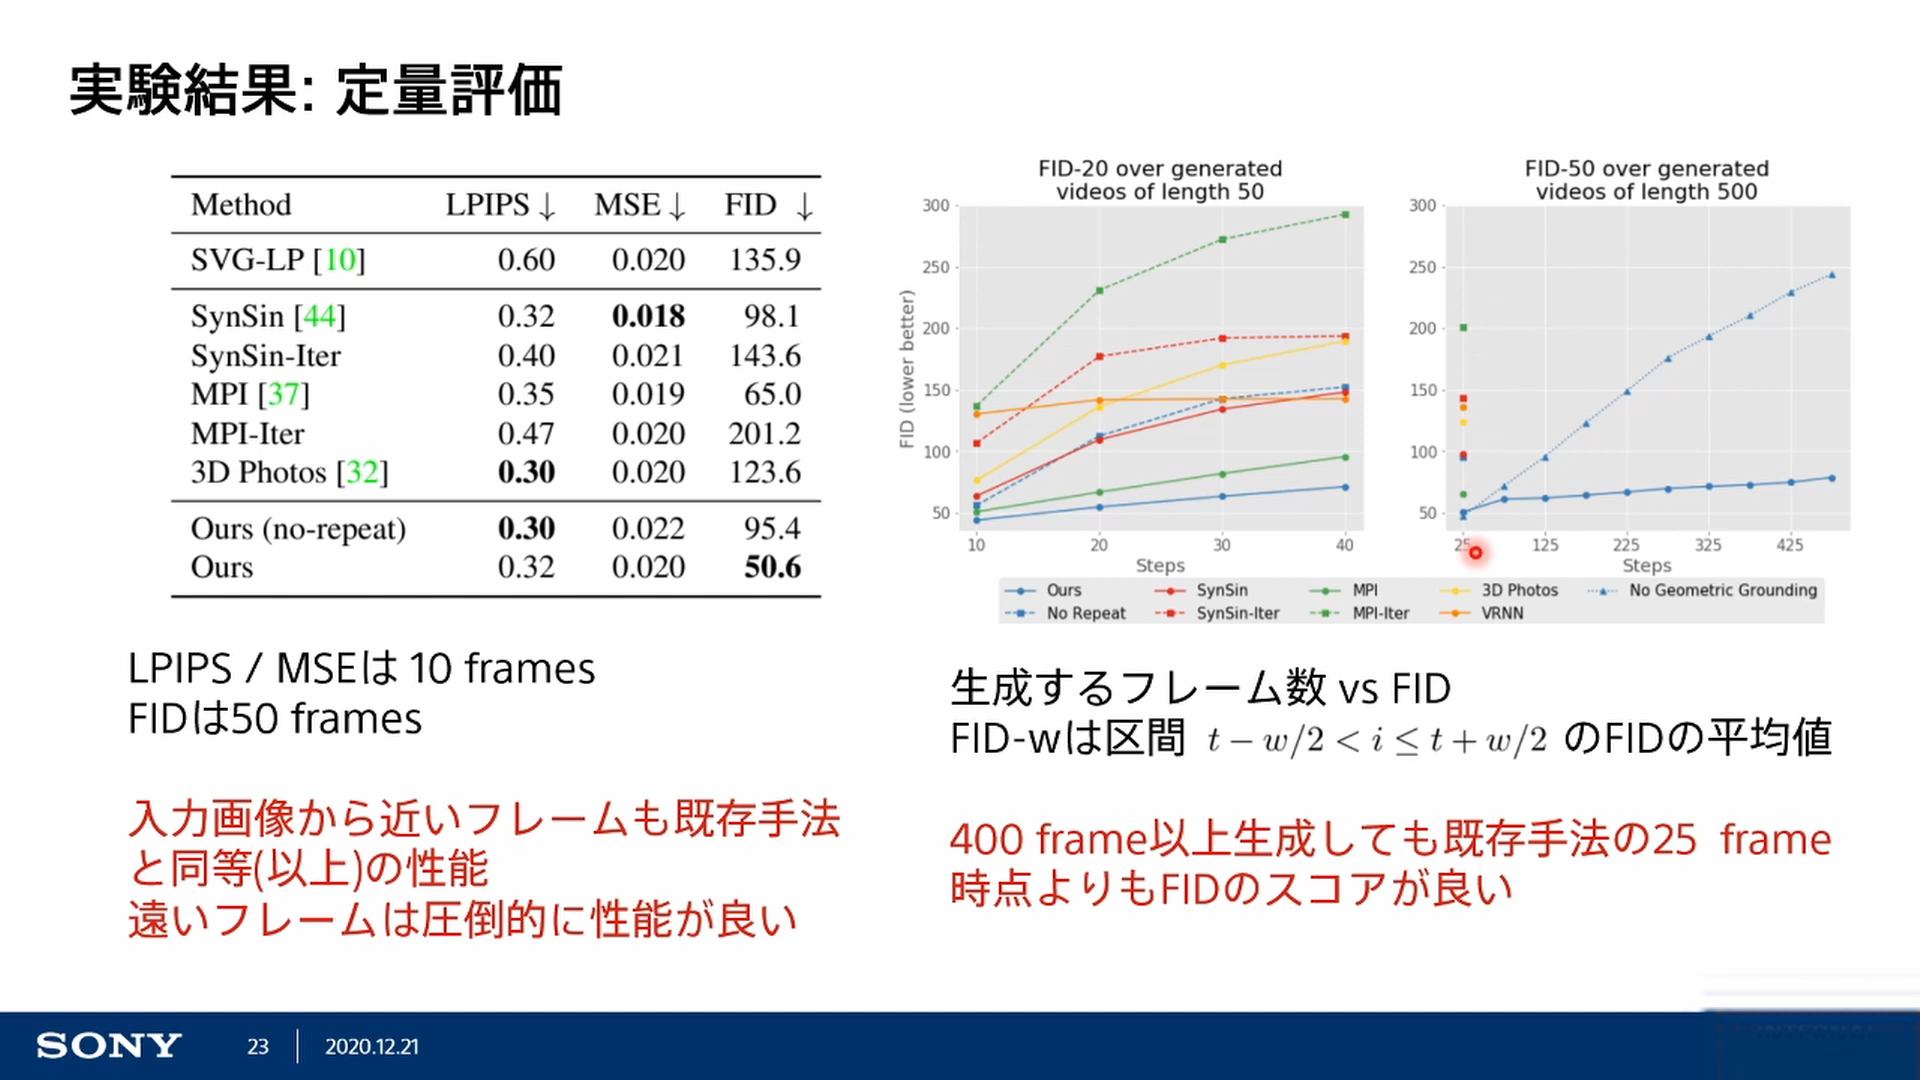 実験結果: 定量評価
Method LPIPS ↓ MSE ↓ FID ↓
SVG-LP [10] 0.60 0.020 135.9
SynSin [44] 0.32 0.018 98.1
SynSin-Iter 0.40 0.021 143.6
MPI [37] 0.35 0.019 65.0
MPI-Iter 0.47 0.020 201.2
3D Photos [32] 0.30 0.020 123.6
Ours (no-repeat) 0.30 0.022 95.4
Ours 0.32 0.020 50.6
LPIPS / MSEは 10 frames
FIDは50 frames
入力画像から近いフレームも既存手法
と同等(以上)の性能
遠いフレームは圧倒的に性能が良い
FID-20 over generated
videos of length 50
300
250
200
150
100
50
FID (lower better)
10 20 30 40
Steps
FID-50 over generated
videos of length 500
300
250
200
150
100
50
25 125 225 325 425
Steps
Ours SynSin MPI 3D Photos No Geometric Grounding
No Repeat SynSin-Iter MPI-Iter VRNN
生成するフレーム数 vs FID
FID-wは区間 t − w/2 < i ≤ t + w/2 のFIDの平均値
400 frame以上生成しても既存手法の25 frame
時点よりもFIDのスコアが良い
SONY 23 2020.12.21